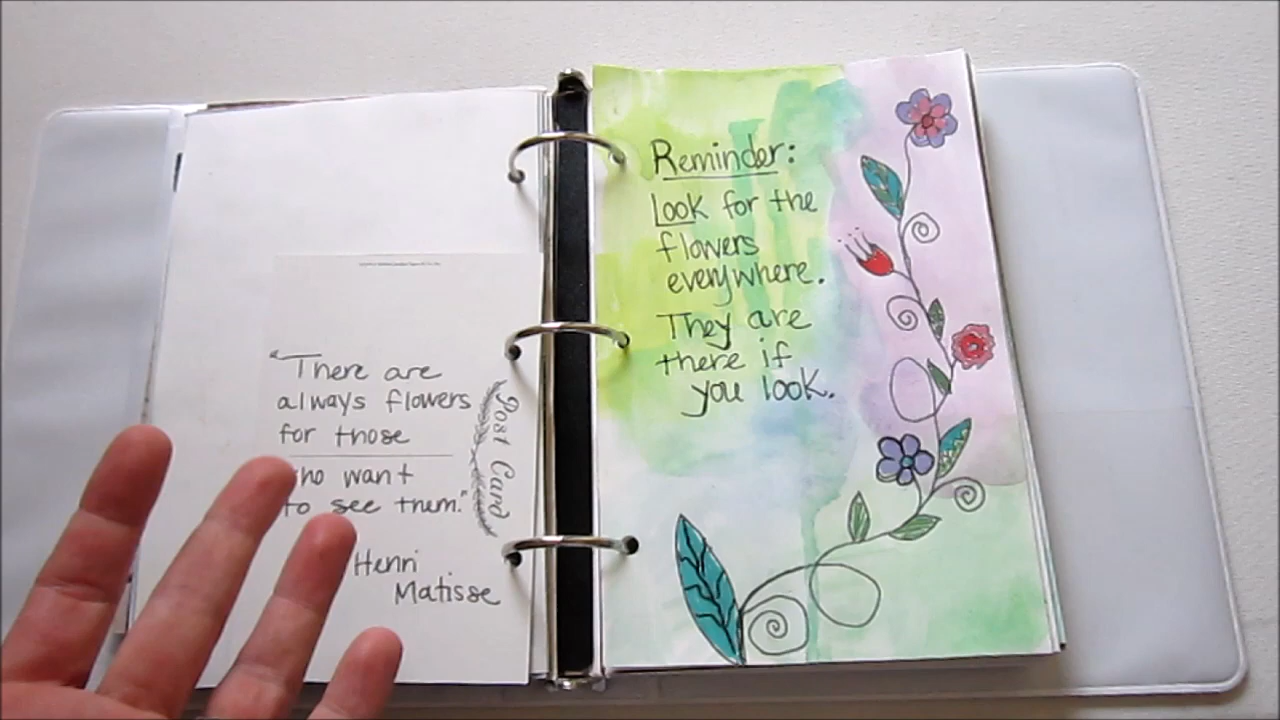 "There are
always flowers
for those
who want
to see them."
Henri
Matisse
Post Card
Reminder:
Look for the
flowers
everywhere.
They are
there if
you look.